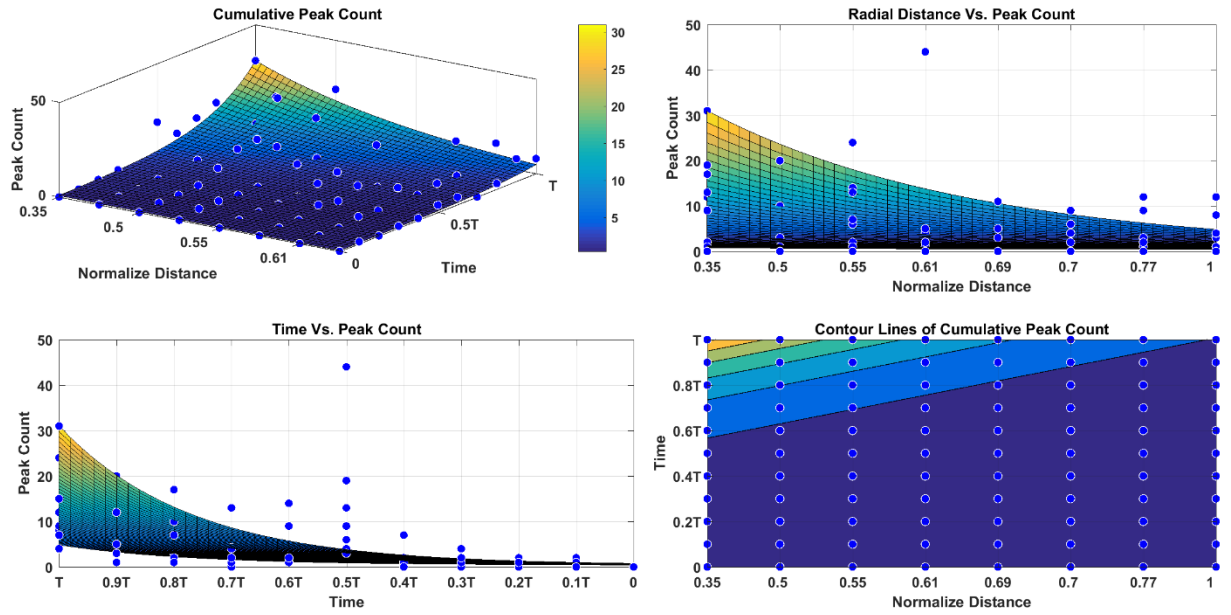 Cumulative Peak Count
50
0
Peak Count
0.35
0.5
0.55
0.61
Normalize Distance
0
0.5T
T
Time
30
25
20
15
10
5
Radial Distance Vs. Peak Count
50
40
30
20
10
0
Peak Count
0.35 0.5 0.55 0.61 0.69 0.7 0.77 1
Normalize Distance
Time Vs. Peak Count
50
40
30
20
10
0
Peak Count
T 0.9T 0.8T 0.7T 0.6T 0.5T 0.4T 0.3T 0.2T 0.1T 0
Time
Contour Lines of Cumulative Peak Count
T
0.8T
0.6T
0.4T
0.2T
0
Time
0.35 0.5 0.55 0.61 0.69 0.7 0.77 1
Normalize Distance